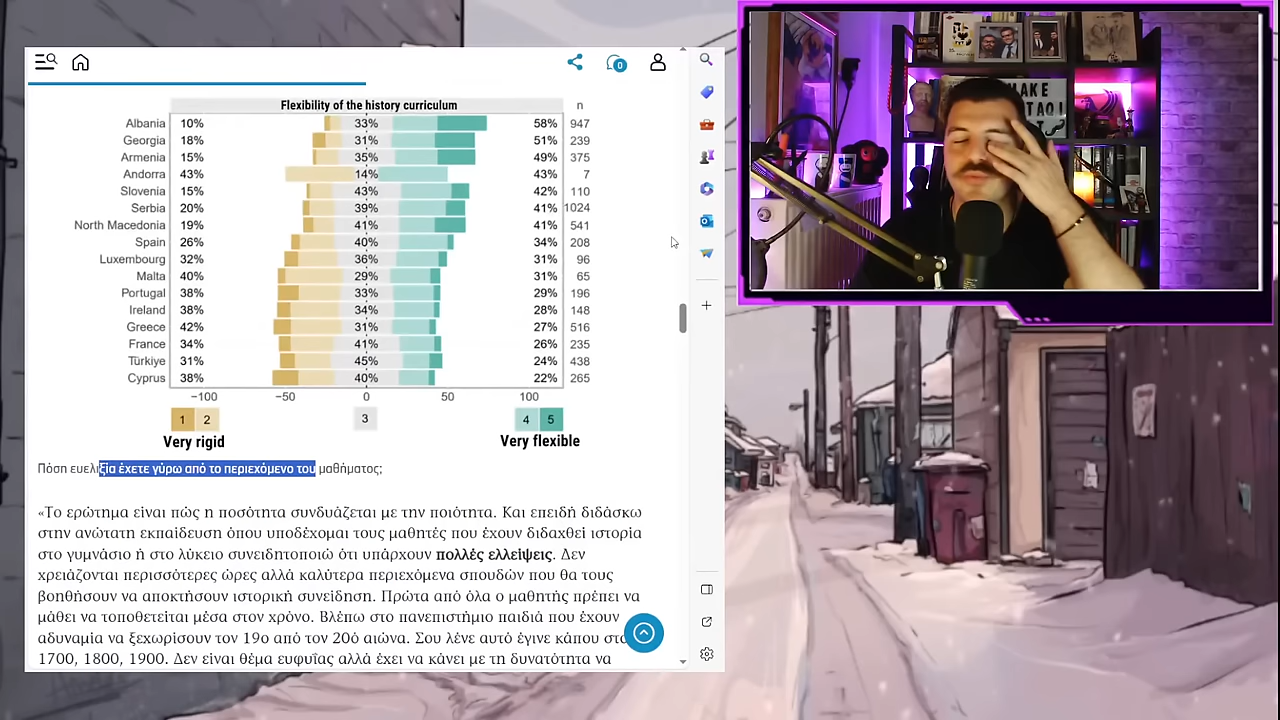 0
Flexibility of the history curriculum n
Albania 10% 33% 58% 947
Georgia 18% 31% 51% 239
Armenia 15% 35% 49% 375
Andorra 43% 14% 43% 7
Slovenia 15% 43% 42% 110
Serbia 20% 39% 41% 1024
North Macedonia 19% 41% 41% 541
Spain 26% 40% 34% 208
Luxembourg 32% 36% 31% 96
Malta 40% 29% 31% 65
Portugal 38% 33% 29% 196
Ireland 38% 34% 28% 148
Greece 42% 31% 27% 516
France 34% 41% 26% 235
Türkiye 31% 45% 24% 438
Cyprus 38% 40% 22% 265
−100 −50 0 50 100
1 2 3 4 5
Very rigid Very flexible
Πόση ευελιξία έχετε γύρω από το περιεχόμενο του μαθήματος;
«Το ερώτημα είναι πώς η ποσότητα συνδυάζεται με την ποιότητα. Και επειδή διδάσκω
στην ανώτατη εκπαίδευση όπου υποδέχομαι τους μαθητές που έχουν διδαχθεί ιστορία
στο γυμνάσιο ή στο λύκειο συνειδητοποιώ ότι υπάρχουν πολλές ελλείψεις. Δεν
χρειάζονται περισσότερες ώρες αλλά καλύτερα περιεχόμενα σπουδών που θα τους
βοηθήσουν να αποκτήσουν ιστορική συνείδηση. Πρώτα από όλα ο μαθητής πρέπει να
μάθει να τοποθετείται μέσα στον χρόνο. Βλέπω στο πανεπιστήμιο παιδιά που έχουν
αδυναμία να ξεχωρίσουν τον 19ο από τον 20ό αιώνα. Σου λένε αυτό έγινε κάπου στο
1700, 1800, 1900. Δεν είναι θέμα ευφυΐας αλλά έχει να κάνει με τη δυνατότητα να
MAKE